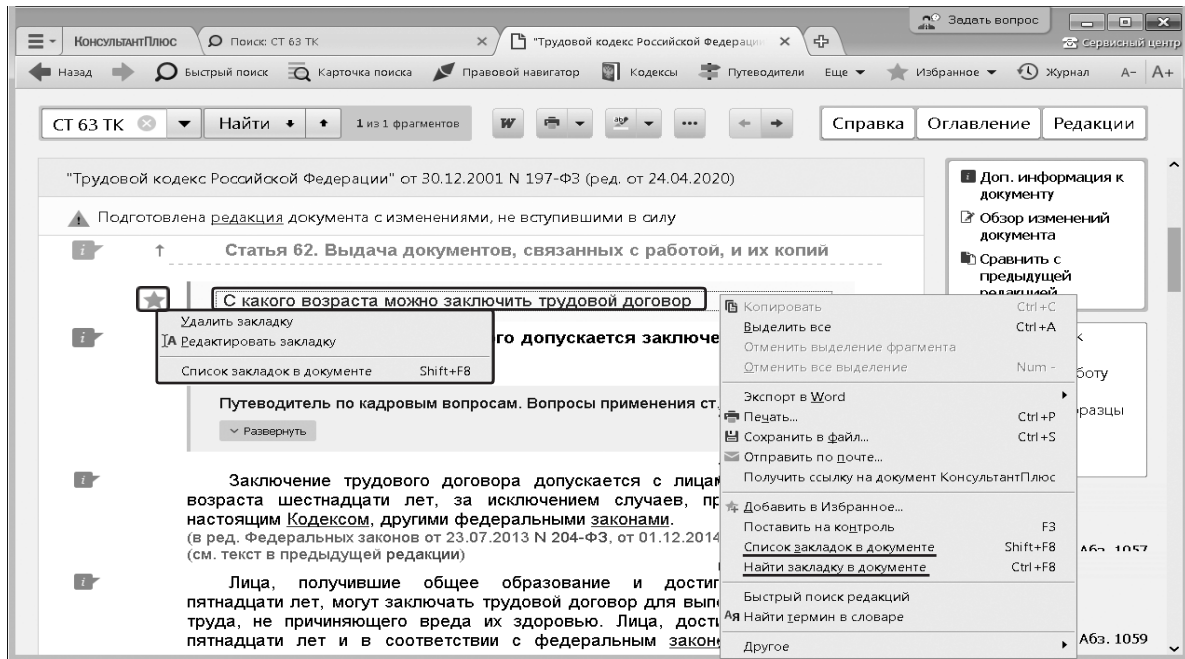 Задать вопрос
КонсультантПлюс
Поиск: СТ 63 ТК
"Трудовой кодекс Российской Федераци
Сервисный центр
Назад
Быстрый поиск
Карточка поиска
Правовой навигатор
Кодексы
Путеводители
Еще
Избранное
Журнал
A−
A+
СТ 63 ТК
Найти
1 из 1 фрагментов
Справка
Оглавление
Редакции
"Трудовой кодекс Российской Федерации" от 30.12.2001 N 197-ФЗ (ред. от 24.04.2020)
Подготовлена редакция документа с изменениями, не вступившими в силу
Доп. информация к
документу
Обзор изменений
документа
Сравнить с
предыдущей
редакцией
Статья 62. Выдача документов, связанных с работой, и их копий
С какого возраста можно заключить трудовой договор
Удалить закладку
Редактировать закладку
Список закладок в документе Shift+F8
го допускается заключе
Путеводитель по кадровым вопросам. Вопросы применения ст.
Развернуть
Заключение трудового договора допускается с лица
возраста шестнадцати лет, за исключением случаев, пр
настоящим Кодексом, другими федеральными законами.
(в ред. Федеральных законов от 23.07.2013 N 204-ФЗ, от 01.12.2014
(см. текст в предыдущей редакции)
Лица, получившие общее образование и достиг
пятнадцати лет, могут заключать трудовой договор для вып
труда, не причиняющего вреда их здоровью. Лица, дости
пятнадцати лет и в соответствии с федеральным закон
Копировать Ctrl+C
Выделить все Ctrl+A
Отменить выделение фрагмента
Отменить все выделение Num -
Экспорт в Word
Печать... Ctrl+P
Сохранить в файл... Ctrl+S
Отправить по почте...
Получить ссылку на документ КонсультантПлюс
Добавить в Избранное...
Поставить на контроль F3
Список закладок в документе Shift+F8
Найти закладку в документе Ctrl+F8
Быстрый поиск редакций
Найти термин в словаре
Другое
боту
разцы
Абз. 1057
Абз. 1059